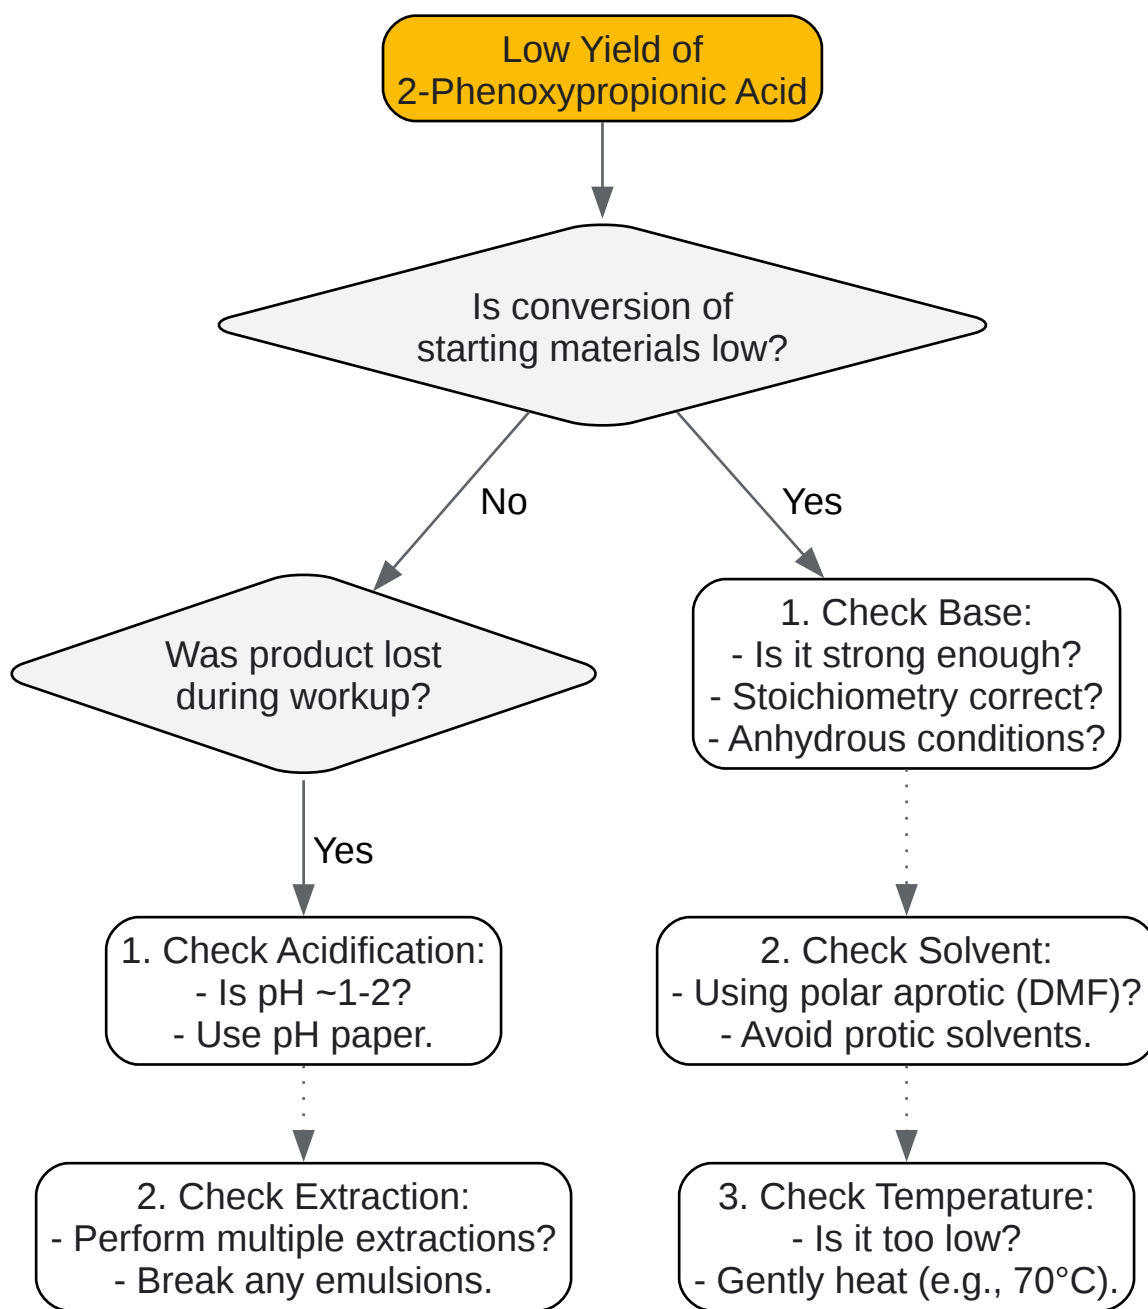 Low Yield of
2-Phenoxypropionic Acid
Is conversion of
starting materials low?
No
Yes
Was product lost
during workup?
1. Check Base:
- Is it strong enough?
- Stoichiometry correct?
- Anhydrous conditions?
Yes
1. Check Acidification:
- Is pH ~1-2?
- Use pH paper.
2. Check Solvent:
- Using polar aprotic (DMF)?
- Avoid protic solvents.
2. Check Extraction:
- Perform multiple extractions?
- Break any emulsions.
3. Check Temperature:
- Is it too low?
- Gently heat (e.g., 70°C).